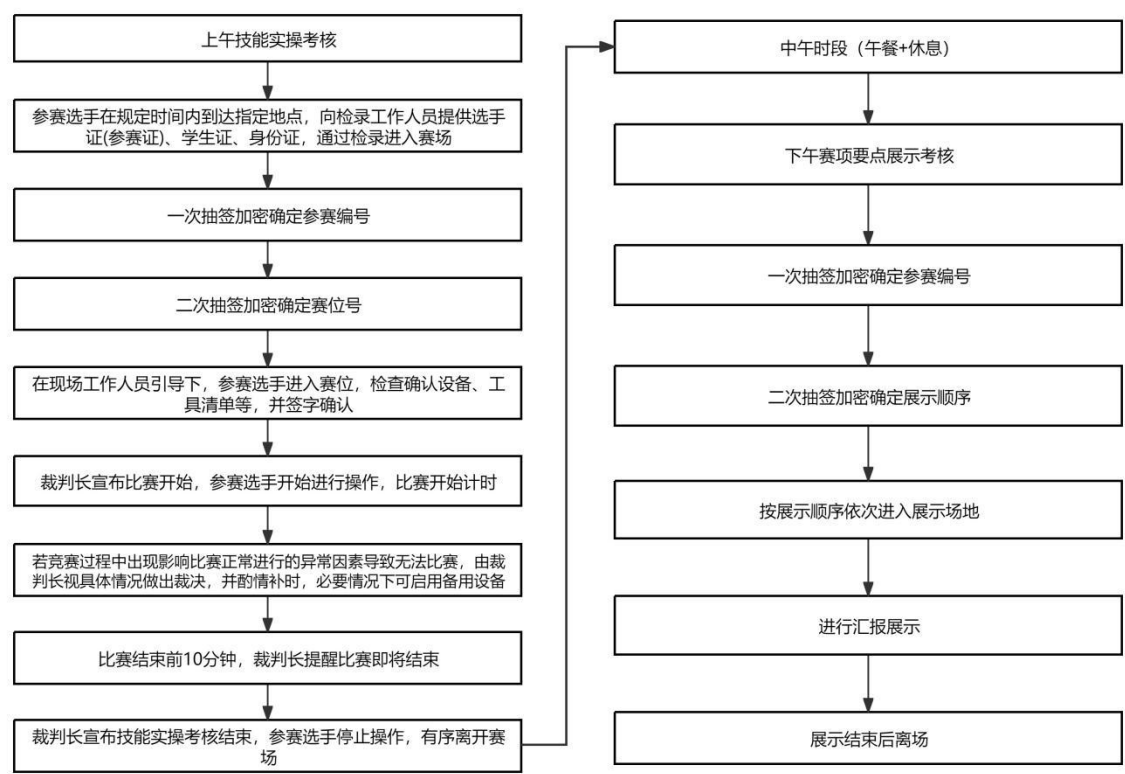 上午技能实操考核
参赛选手在规定时间内到达指定地点，向检录工作人员提供选手
证(参赛证)、学生证、身份证，通过检录进入赛场
一次抽签加密确定参赛编号
二次抽签加密确定赛位号
在现场工作人员引导下，参赛选手进入赛位，检查确认设备、工
具清单等，并签字确认
裁判长宣布比赛开始，参赛选手开始进行操作，比赛开始计时
若竞赛过程中出现影响比赛正常进行的异常因素导致无法比赛，由裁
判长视具体情况做出裁决，并酌情补时，必要情况下可启用备用设备
比赛结束前10分钟，裁判长提醒比赛即将结束
裁判长宣布技能实操考核结束，参赛选手停止操作，有序离开赛
场
中午时段（午餐+休息）
下午赛项要点展示考核
一次抽签加密确定参赛编号
二次抽签加密确定展示顺序
按展示顺序依次进入展示场地
进行汇报展示
展示结束后离场